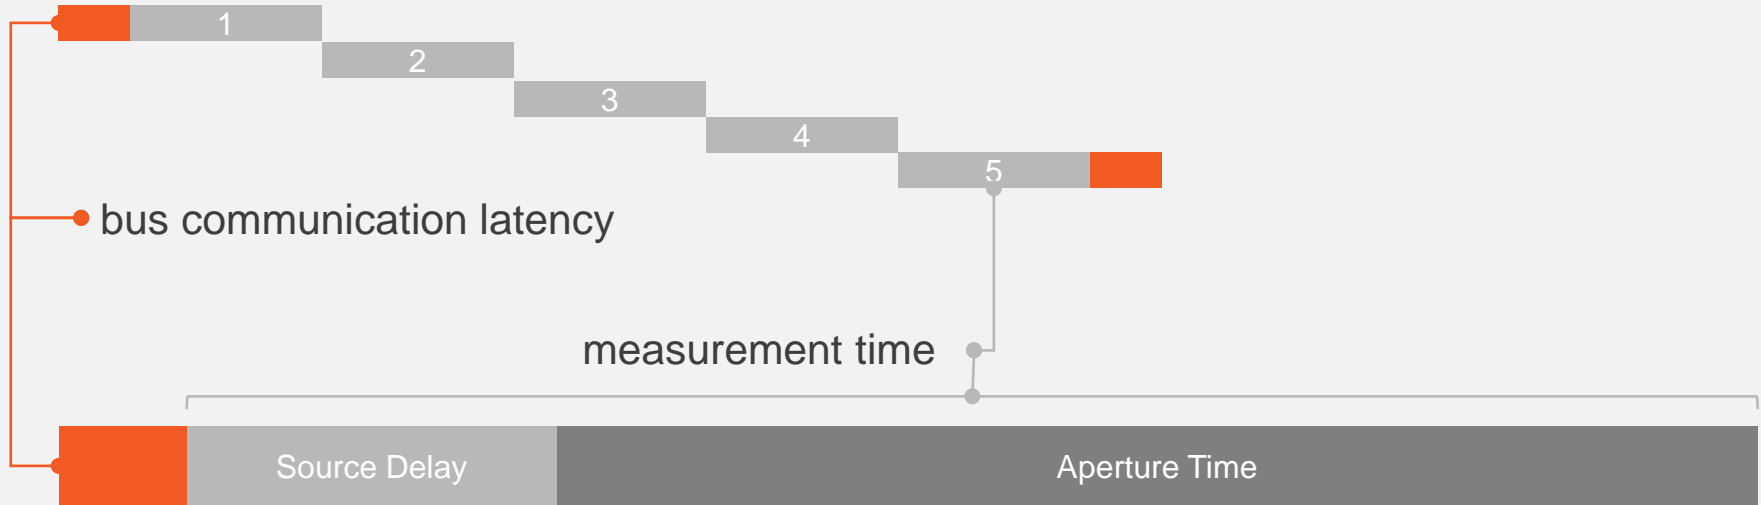 1
2
3
4
5
bus communication latency
measurement time
Source Delay
Aperture Time